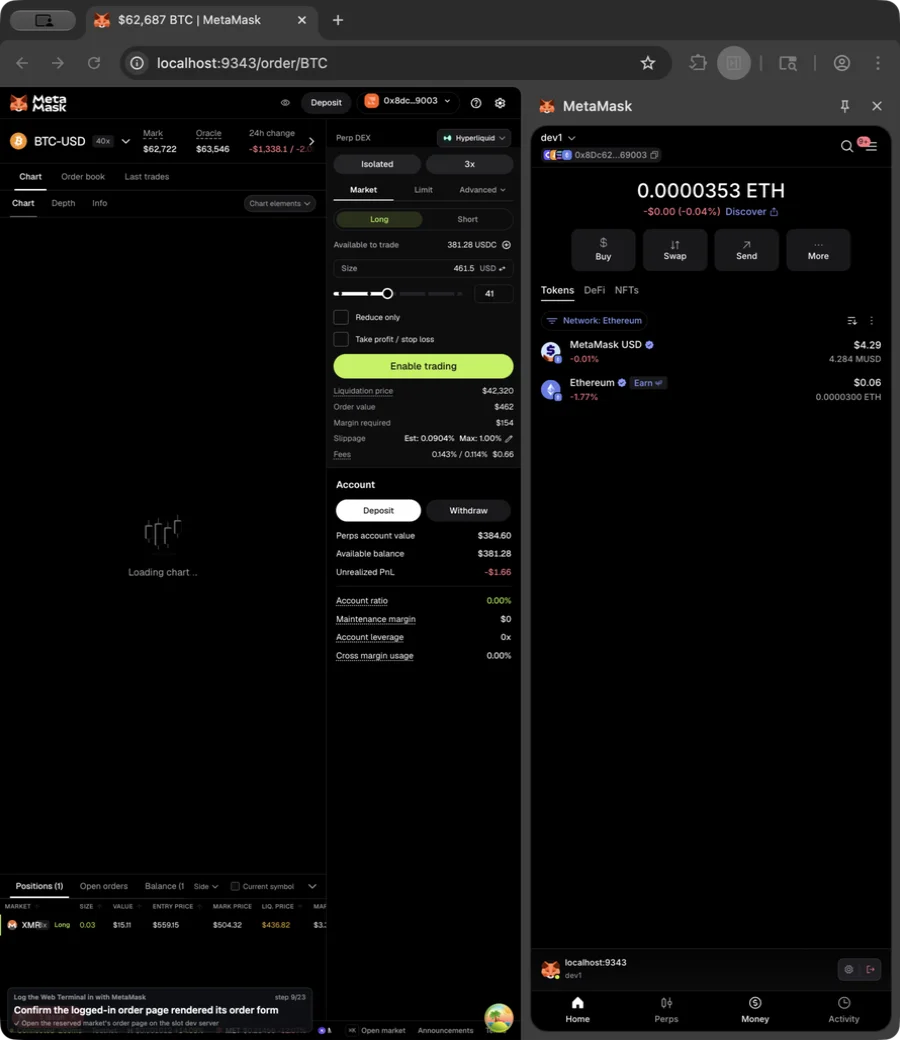 $62,687 BTC | MetaMask
localhost:9343/order/BTC
Meta Mask
Deposit
0x8dc...9003
BTC-USD 40x
Mark
$62,722
Oracle
$63,546
24h change
-$1,338.1 / -2.0
Chart Order book Last trades
Chart Depth Info
Chart elements
Loading chart ..
Perp DEX
Hyperliquid
Isolated 3x
Market Limit Advanced
Long Short
Available to trade 381.28 USDC
Size 461.5 USD
41
Reduce only
Take profit / stop loss
Enable trading
Liquidation price $42,320
Order value $462
Margin required $154
Slippage Est: 0.0904% Max: 1.00%
Fees 0.143% / 0.114% $0.66
Account
Deposit Withdraw
Perps account value $384.60
Available balance $381.28
Unrealized PnL -$1.66
Account ratio 0.00%
Maintenance margin $0
Account leverage 0x
Cross margin usage 0.00%
Positions (1) Open orders Balance (1 Side Current symbol
MARKET SIZE VALUE ENTRY PRICE MARK PRICE LIQ. PRICE MAR
XMR Long 0.03 $15.11 $559.15 $504.32 $436.82
Log the Web Terminal in with MetaMask step 9/23
Confirm the logged-in order page rendered its order form
✓ Open the reserved market's order page on the slot dev server
Open market Announcements
MetaMask
dev1
0x8Dc62...69003
9+
0.0000353 ETH
-$0.00 (-0.04%) Discover
Buy Swap Send More
Tokens DeFi NFTs
Network: Ethereum
MetaMask USD $4.29
-0.01% 4.284 MUSD
Ethereum Earn $0.06
-1.77% 0.0000300 ETH
localhost:9343
dev1
Home Perps Money Activity